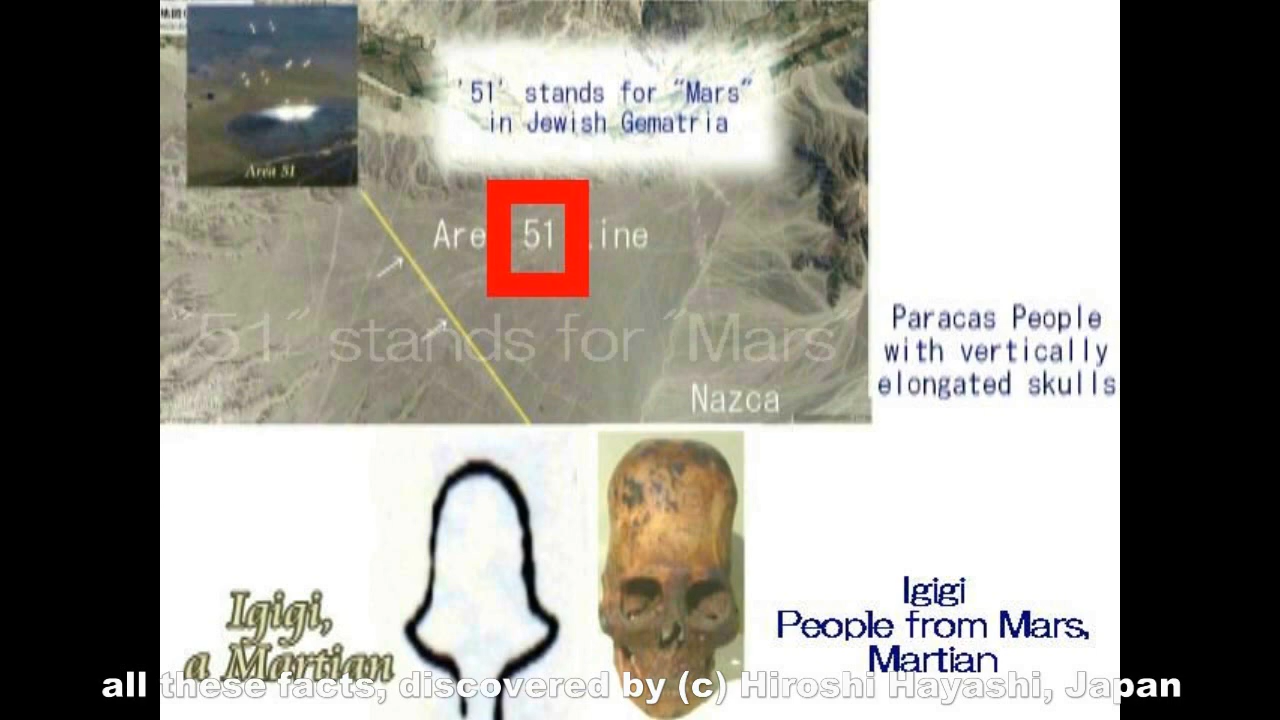 Area 51
'51' stands for "Mars"
in Jewish Gematria
Are 51 ine
51" stands for "Mars
Nazca
Paracas People
with vertically
elongated skulls
Igigi,
a Martian
Igigi
People from Mars,
Martian
all these facts, discovered by (c) Hiroshi Hayashi, Japan